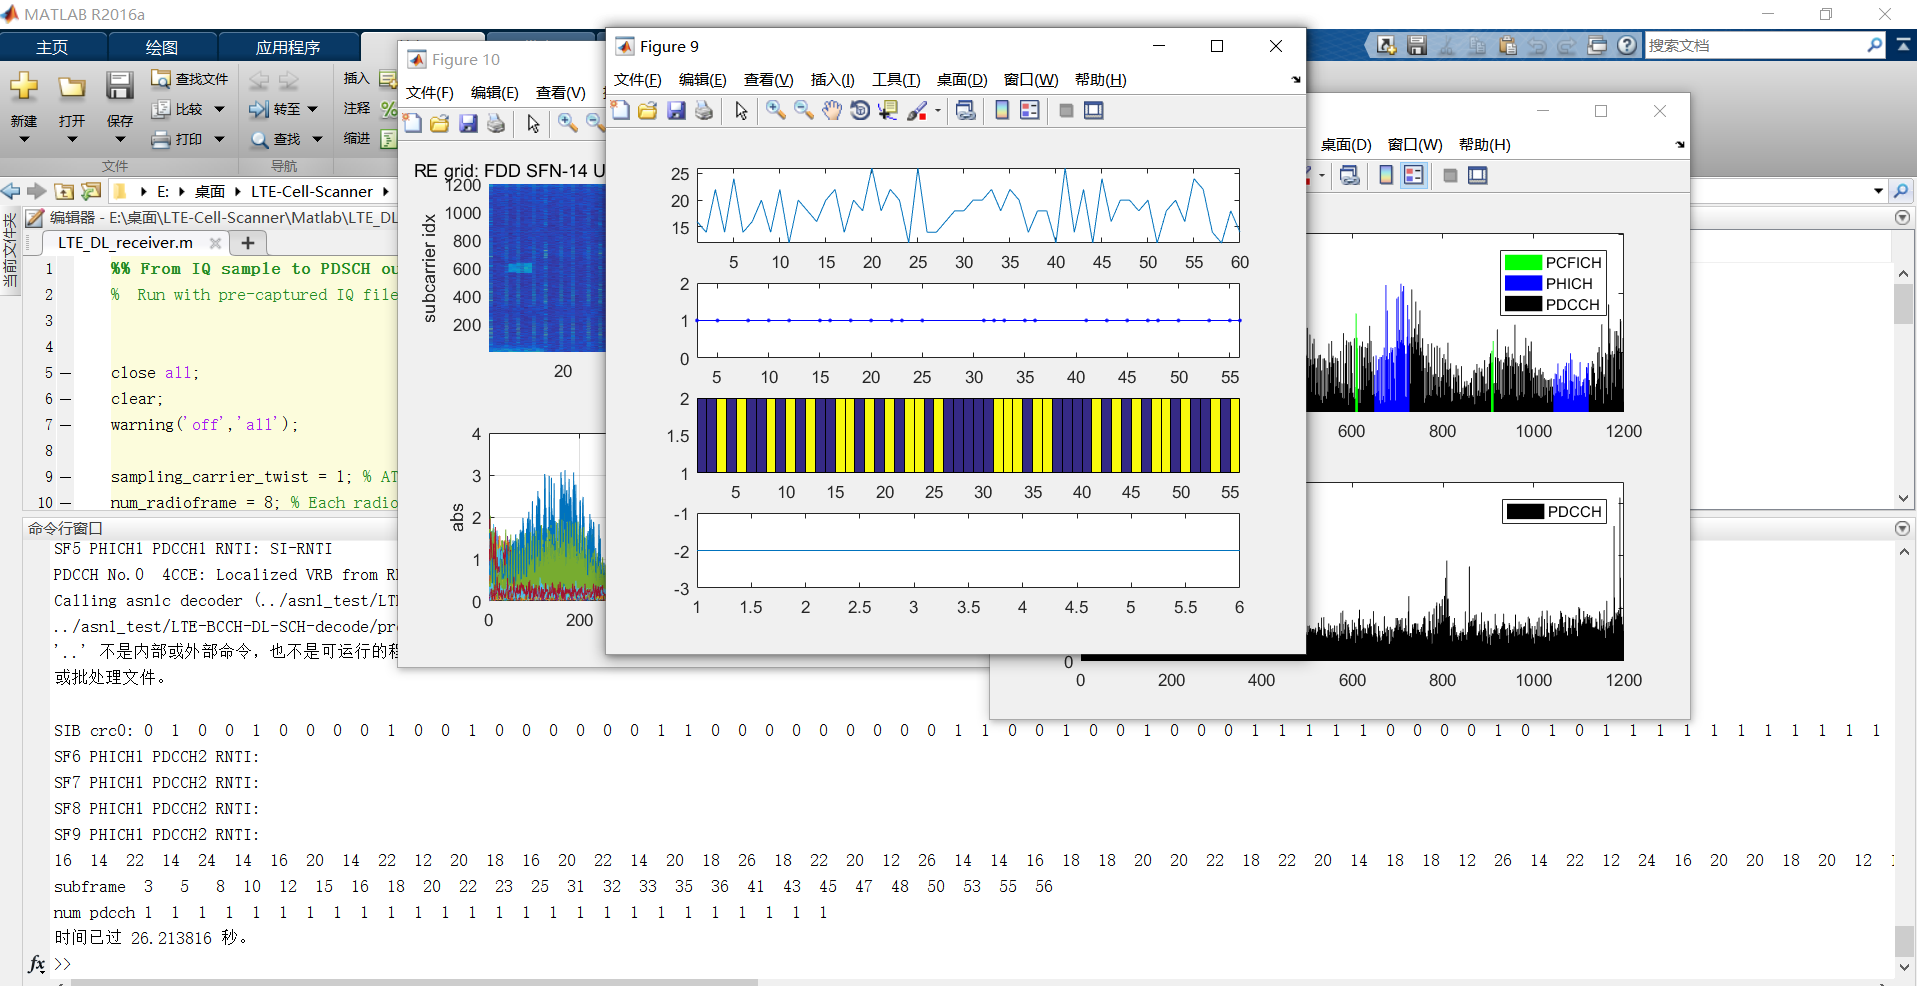 MATLAB R2016a
主页 绘图 应用程序
搜索文档
新建 打开 保存
查找文件
比较
打印
文件
转至
查找
导航
插入
注释
缩进
E: 桌面 LTE-Cell-Scanner
当前文件夹
编辑器 - E:\桌面\LTE-Cell-Scanner\Matlab\LTE_DL
LTE_DL_receiver.m
1 %% From IQ sample to PDSCH ou
2 % Run with pre-captured IQ file
3
4
5 close all;
6 clear;
7 warning('off','all');
8
9 sampling_carrier_twist = 1; % AT
10 num_radioframe = 8; % Each radio
Figure 10
文件(F) 编辑(E) 查看(V)
RE grid: FDD SFN-14 U
subcarrier idx
1200
1000
800
600
400
200
20
abs
4
3
2
1
0
0 200
Figure 9
文件(F) 编辑(E) 查看(V) 插入(I) 工具(T) 桌面(D) 窗口(W) 帮助(H)
25
20
15
5 10 15 20 25 30 35 40 45 50 55 60
2
1
0
5 10 15 20 25 30 35 40 45 50 55
2
1.5
1
5 10 15 20 25 30 35 40 45 50 55
-1
-2
-3
1 1.5 2 2.5 3 3.5 4 4.5 5 5.5 6
桌面(D) 窗口(W) 帮助(H)
PCFICH
PHICH
PDCCH
600 800 1000 1200
PDCCH
0
0 200 400 600 800 1000 1200
命令行窗口
SF5 PHICH1 PDCCH1 RNTI: SI-RNTI
PDCCH No.0 4CCE: Localized VRB from R
Calling asn1c decoder (../asn1_test/LT
../asn1_test/LTE-BCCH-DL-SCH-decode/pr
'..' 不是内部或外部命令，也不是可运行的程
或批处理文件。
SIB crc0: 0 1 0 0 1 0 0 0 0 1 0 0 1 0 0 0 0 0 0 1 1 0 0 0 0 0 0 0 0 0 1 1 0 0 1 0 0 1 0 0 0 1 1 1 1 1 0 0 0 0 1 0 1 0 1 1 1 1 1 1 1 1 1 1 1
SF6 PHICH1 PDCCH2 RNTI:
SF7 PHICH1 PDCCH2 RNTI:
SF8 PHICH1 PDCCH2 RNTI:
SF9 PHICH1 PDCCH2 RNTI:
16 14 22 14 24 14 16 20 14 22 12 20 18 16 20 22 14 20 18 26 18 22 20 12 26 14 14 16 18 18 20 20 22 18 22 20 14 18 18 12 26 14 22 12 24 16 20 20 18 20 12
subframe 3 5 8 10 12 15 16 18 20 22 23 25 31 32 33 35 36 41 43 45 47 48 50 53 55 56
num pdcch 1 1 1 1 1 1 1 1 1 1 1 1 1 1 1 1 1 1 1 1 1 1 1 1 1 1
时间已过 26.213816 秒。
fx >>